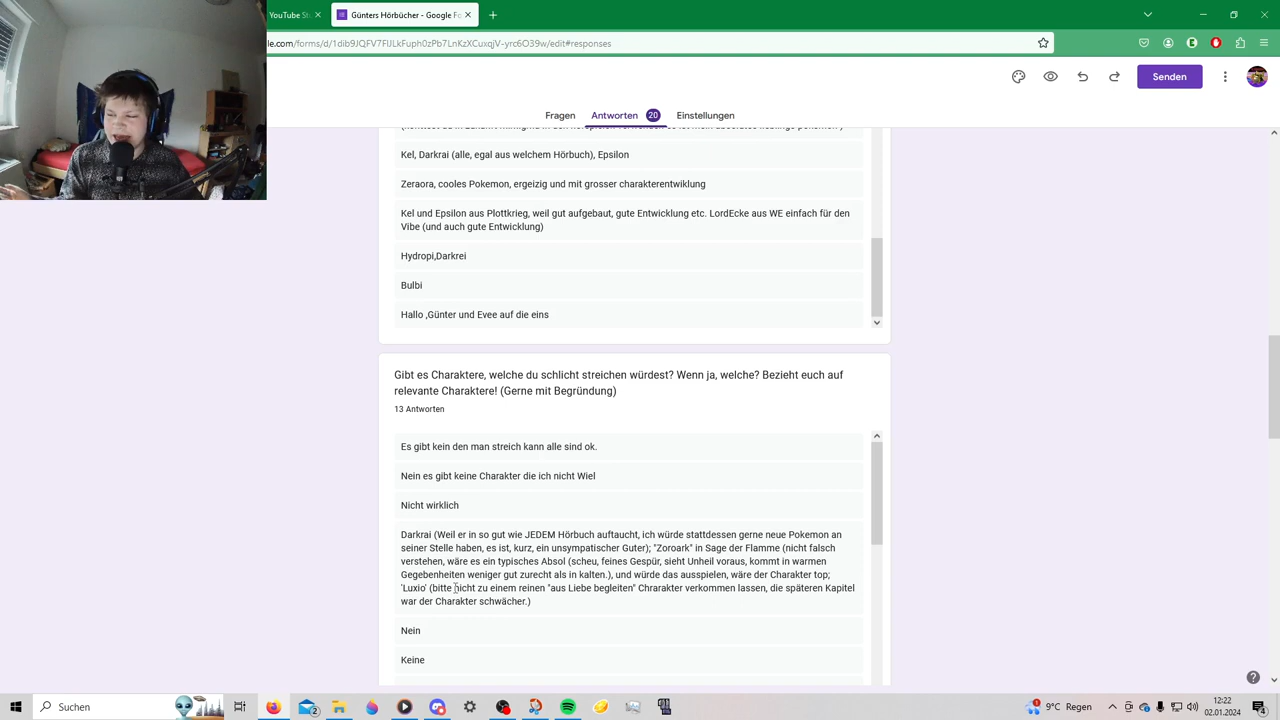 YouTube St
Günters Hörbücher - Google Fo
le.com/forms/d/1dib9JQFV7FlJLkFuph0zPb7LnKzXCuxqjV-yrc6O39w/edit#responses
Senden
Fragen
Antworten 20
Einstellungen
Kel, Darkrai (alle, egal aus welchem Hörbuch), Epsilon
Zeraora, cooles Pokemon, ergeizig und mit grosser charakterentwiklung
Kel und Epsilon aus Plottkrieg, weil gut aufgebaut, gute Entwicklung etc. LordEcke aus WE einfach für den
Vibe (und auch gute Entwicklung)
Hydropi,Darkrei
Bulbi
Hallo ,Günter und Evee auf die eins
Gibt es Charaktere, welche du schlicht streichen würdest? Wenn ja, welche? Bezieht euch auf
relevante Charaktere! (Gerne mit Begründung)
13 Antworten
Es gibt kein den man streich kann alle sind ok.
Nein es gibt keine Charakter die ich nicht Wiel
Nicht wirklich
Darkrai (Weil er in so gut wie JEDEM Hörbuch auftaucht, ich würde stattdessen gerne neue Pokemon an
seiner Stelle haben, es ist, kurz, ein unsympatischer Guter); "Zoroark" in Sage der Flamme (nicht falsch
verstehen, wäre es ein typisches Absol (scheu, feines Gespür, sieht Unheil voraus, kommt in warmen
Gegebenheiten weniger gut zurecht als in kalten.), und würde das ausspielen, wäre der Charakter top;
'Luxio' (bitte nicht zu einem reinen "aus Liebe begleiten" Chrarakter verkommen lassen, die späteren Kapitel
war der Charakter schwächer.)
Nein
Keine
Suchen
2
9°C Regen
12:22
02.01.2024